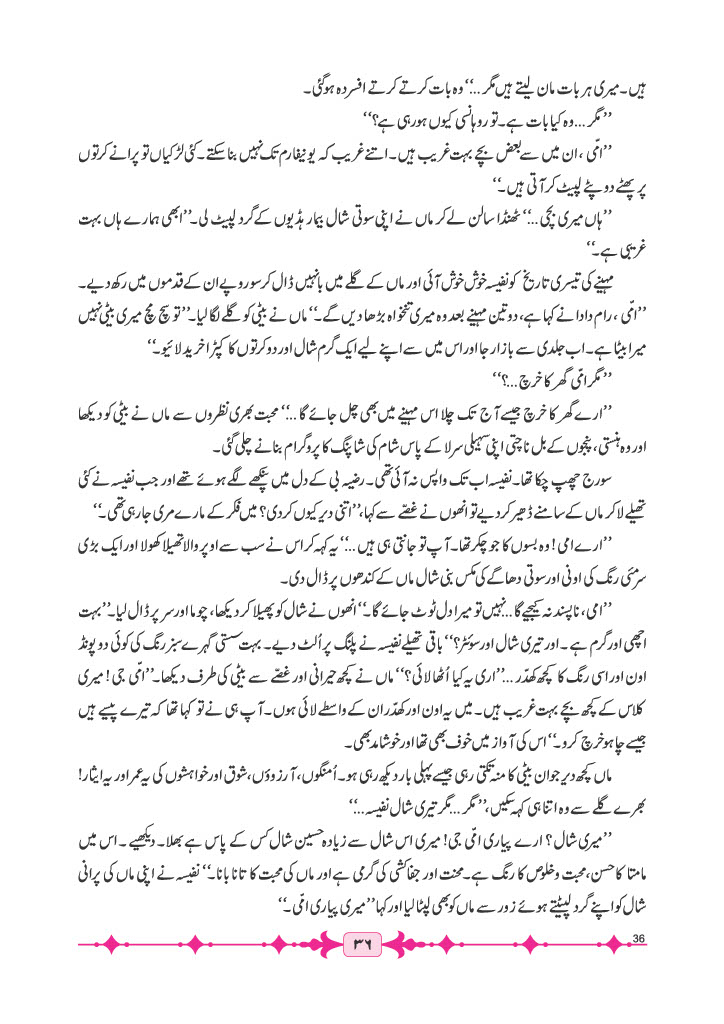 ہیں۔ میری ہر بات مان لیتے ہیں مگر...‘‘ وہ بات کرتے کرتے افسردہ ہوگئی۔
’’مگر... وہ کیا بات ہے۔ تو روہانسی کیوں ہورہی ہے؟‘‘
’’امّی، ان میں سے بعض بچے بہت غریب ہیں۔ اتنے غریب کہ یونیفارم تک نہیں بناسکتے۔ کئی لڑکیاں تو پرانے کرتوں
پر پھٹے دوپٹے لپیٹ کر آتی ہیں۔‘‘
’’ہاں میری بچی...‘‘ ٹھنڈا سالن لے کر ماں نے اپنی سوتی شال بیمار ہڈیوں کے گرد لپیٹ لی۔ ’’ابھی ہمارے ہاں بہت
غریبی ہے۔‘‘
مہینے کی تیسری تاریخ کو نفیسہ خوش خوش آئی اور ماں کے گلے میں بانہیں ڈال کر سو روپے ان کے قدموں میں رکھ دیے۔
’’امّی، رام دادا نے کہا ہے، دو تین مہینے بعد وہ میری تنخواہ بڑھا دیں گے۔‘‘ ماں نے بیٹی کو گلے لگا لیا۔ ’’تو سچ مچ میری بیٹی نہیں
میرا بیٹا ہے۔ اب جلدی سے بازار جا اور اس میں سے اپنے لیے ایک گرم شال اور دو کرتوں کا کپڑا خرید لائیو۔‘‘
’’مگر امّی گھر کا خرچ...؟‘‘
’’ارے گھر کا خرچ جیسے آج تک چلا اس مہینے میں بھی چل جائے گا...‘‘ محبت بھری نظروں سے ماں نے بیٹی کو دیکھا
اور وہ ہنستی، پنجوں کے بل ناچتی اپنی سہیلی سرلا کے پاس شام کی شاپنگ کا پروگرام بنانے چلی گئی۔
سورج چھپ چکا تھا۔ نفیسہ اب تک واپس نہ آئی تھی۔ رضیہ بی کے دل میں پنکھے لگے ہوئے تھے اور جب نفیسہ نے کئی
تھیلے لاکر ماں کے سامنے ڈھیر کردیے تو انھوں نے غصّے سے کہا، ’’اتنی دیر کیوں کردی؟ میں فکر کے مارے مری جارہی تھی۔‘‘
’’ارے امی! وہ بسوں کا جو چکر تھا۔ آپ تو جانتی ہی ہیں...‘‘ یہ کہہ کر اس نے سب سے اوپر والا تھیلا کھولا اور ایک بڑی
سرمئی رنگ کی اونی اور سوتی دھاگے کی مکس بنی شال ماں کے کندھوں پر ڈال دی۔
’’امی، ناپسند نہ کیجیے گا... نہیں تو میرا دل ٹوٹ جائے گا۔‘‘ انھوں نے شال کو پھیلا کر دیکھا، چوما اور سر پر ڈال لیا۔ ’’بہت
اچھی اور گرم ہے۔ اور تیری شال اور سوئٹر؟‘‘ باقی تھیلے نفیسہ نے پلنگ پر اُلٹ دیے۔ بہت سستی گہرے سبز رنگ کی کوئی دو پونڈ
اون اور اسی رنگ کا کچھ کھدّر... ’’اری یہ کیا اُٹھا لائی؟‘‘ ماں نے کچھ حیرانی اور غصّے سے بیٹی کی طرف دیکھا۔ ’’امّی جی! میری
کلاس کے کچھ بچے بہت غریب ہیں۔ میں یہ اون اور کھدّر ان کے واسطے لائی ہوں۔ آپ ہی نے تو کہا تھا کہ تیرے پیسے ہیں
جیسے چاہو خرچ کرو۔‘‘ اس کی آواز میں خوف بھی تھا اور خوشامد بھی۔
ماں کچھ دیر جوان بیٹی کا منہ تکتی رہی جیسے پہلی بار دیکھ رہی ہو۔ اُمنگوں، آرزوؤں، شوق اور خواہشوں کی یہ عمر اور یہ ایثار!
بھرے گلے سے وہ اتنا ہی کہہ سکیں، ’’مگر... مگر تیری شال نفیسہ...‘‘
’’میری شال؟ ارے پیاری امّی جی! میری اس شال سے زیادہ حسین شال کس کے پاس ہے بھلا۔ دیکھیے۔ اس میں
مامتا کا حسن، محبت و خلوص کا رنگ ہے۔ محنت اور جفاکشی کی گرمی ہے اور ماں کی محبت کا تانا بانا۔‘‘ نفیسہ نے اپنی ماں کی پرانی
شال کو اپنے گرد لپیٹتے ہوئے زور سے ماں کو بھی لپٹا لیا اور کہا ’’میری پیاری امّی۔‘‘
۳۶
36